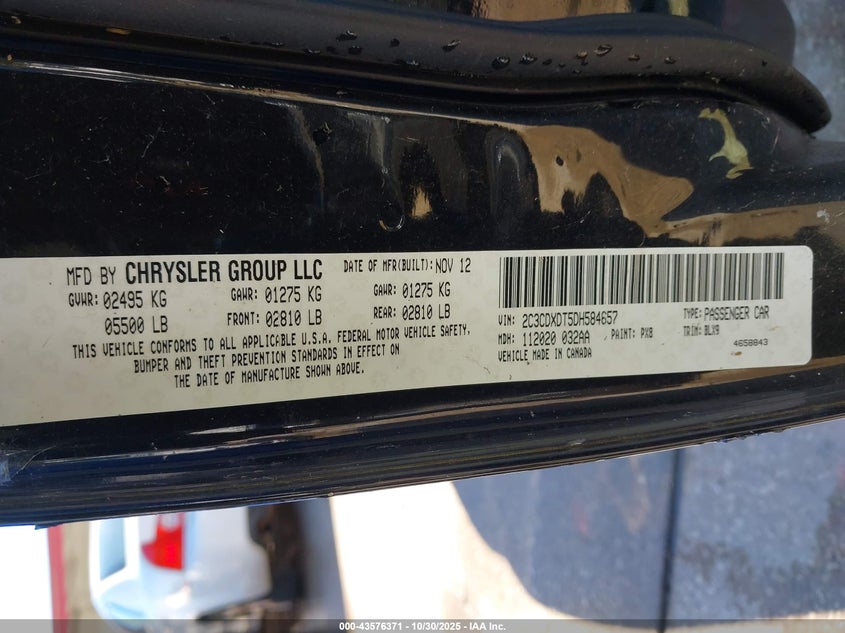 MFD BY CHRYSLER GROUP LLC DATE OF MFR(BUILT): NOV 12
GVWR: 02495 KG GAWR: 01275 KG GAWR: 01275 KG
05500 LB FRONT: 02810 LB REAR: 02810 LB
THIS VEHICLE CONFORMS TO ALL APPLICABLE U.S.A. FEDERAL MOTOR VEHICLE SAFETY,
BUMPER AND THEFT PREVENTION STANDARDS IN EFFECT ON
THE DATE OF MANUFACTURE SHOWN ABOVE.
VIN: 2C3CDXDT5DH584657 TYPE: PASSENGER CAR
MDH: 112020 032AA PAINT: PX8 TRIM: BLX9
VEHICLE MADE IN CANADA 4658843
000-43576371 | 10/30/2025 | IAA Inc.